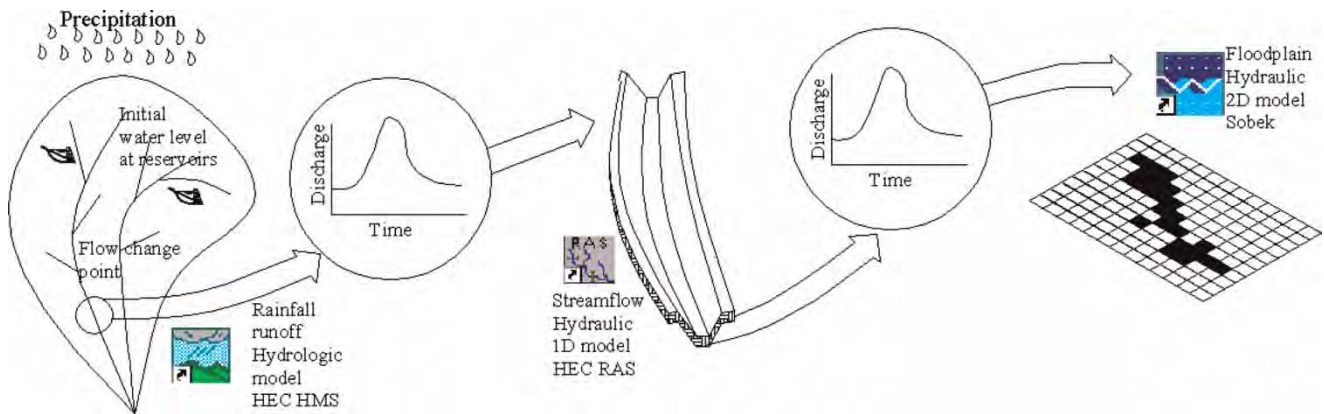 Precipitation
Initial
water level
at reservoirs
Flow change
point
Rainfall
runoff
Hydrologic
model
HEC HMS
Discharge
Time
RAS
Streamflow
Hydraulic
1D model
HEC RAS
Discharge
Time
Floodplain
Hydraulic
2D model
Sobek